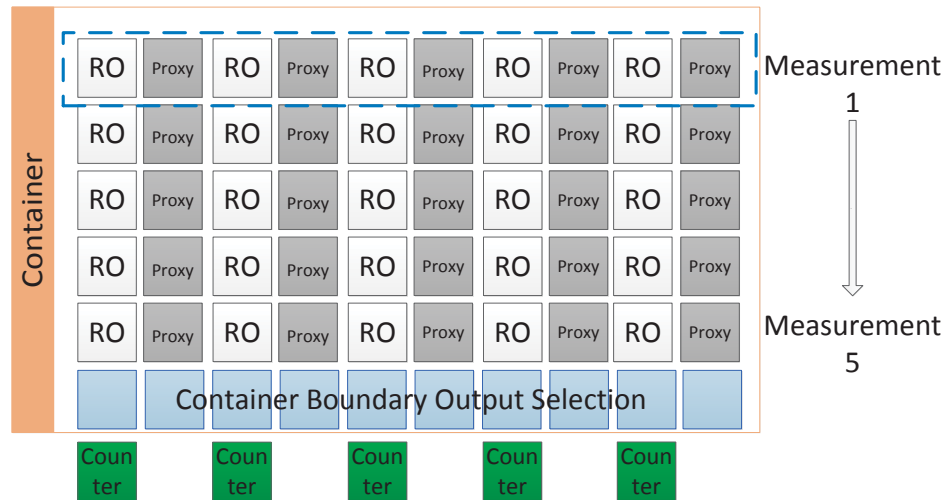 Container
RO Proxy RO Proxy RO Proxy RO Proxy RO Proxy
Measurement
1
RO Proxy RO Proxy RO Proxy RO Proxy RO Proxy
RO Proxy RO Proxy RO Proxy RO Proxy RO Proxy
RO Proxy RO Proxy RO Proxy RO Proxy RO Proxy
RO Proxy RO Proxy RO Proxy RO Proxy RO Proxy
Measurement
5
Container Boundary Output Selection
Coun Coun Coun Coun Coun
ter ter ter ter ter